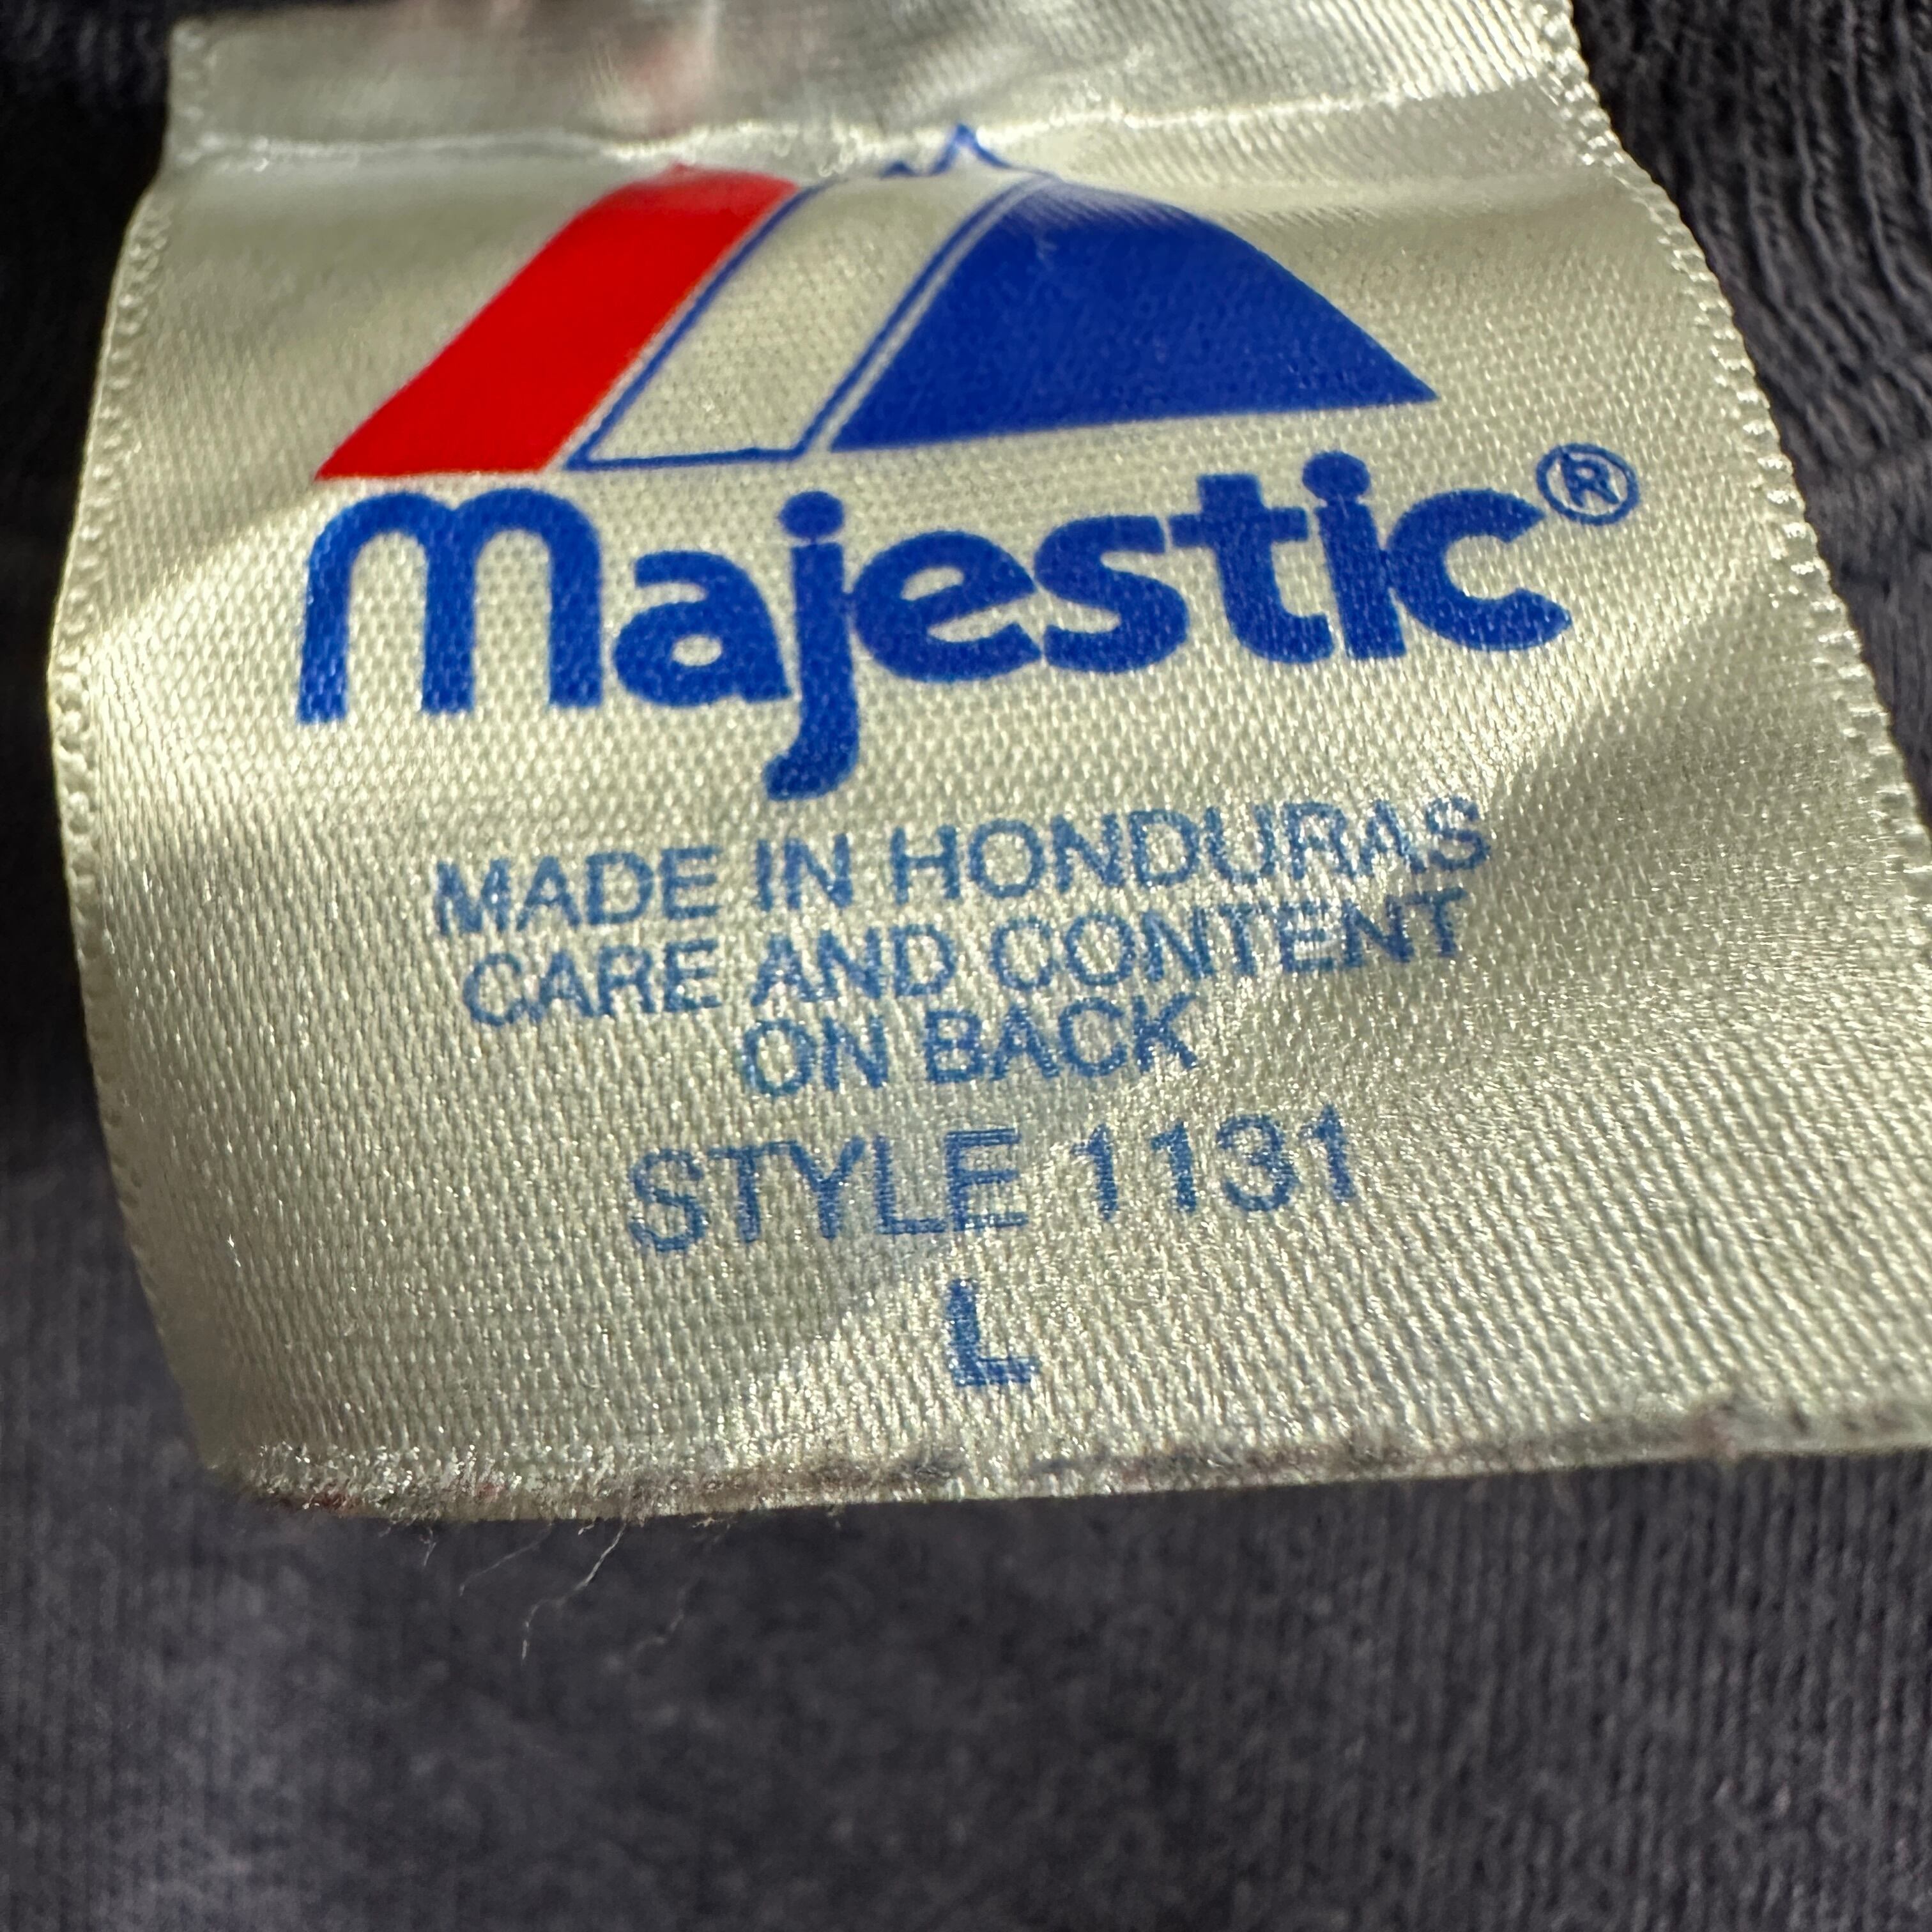 majestic®
MADE IN HONDURAS
CARE AND CONTENT
ON BACK
STYLE 1131
L